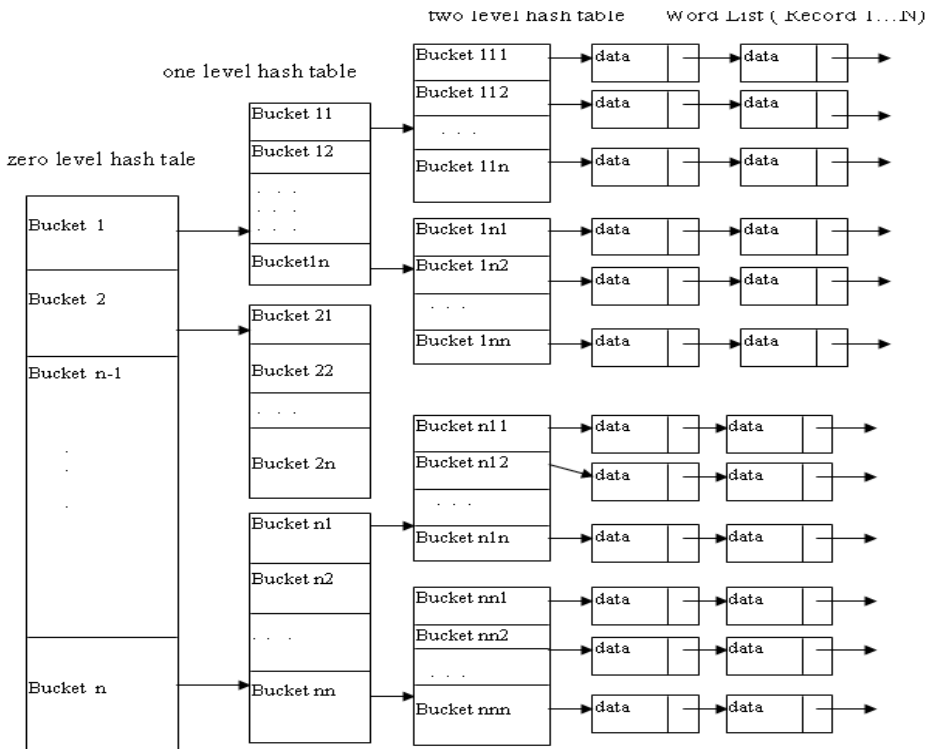 two level hash table
Word List ( Record 1...N)
one level hash table
zero level hash tale
Bucket 1
Bucket 2
Bucket n-1
.
.
.
Bucket n
Bucket 11
Bucket 12
. . .
. . .
. . .
Bucket1n
Bucket 21
Bucket 22
. . .
Bucket 2n
Bucket n1
Bucket n2
. . . .
Bucket nn
Bucket 111
data
data
Bucket 112
data
data
. . .
Bucket 11n
data
data
Bucket 1n1
data
data
Bucket 1n2
data
data
. . .
Bucket 1nn
data
data
Bucket n11
data
data
Bucket n12
data
data
. . .
Bucket n1n
data
data
Bucket nn1
data
data
Bucket nn2
data
data
. . .
Bucket nnn
data
data